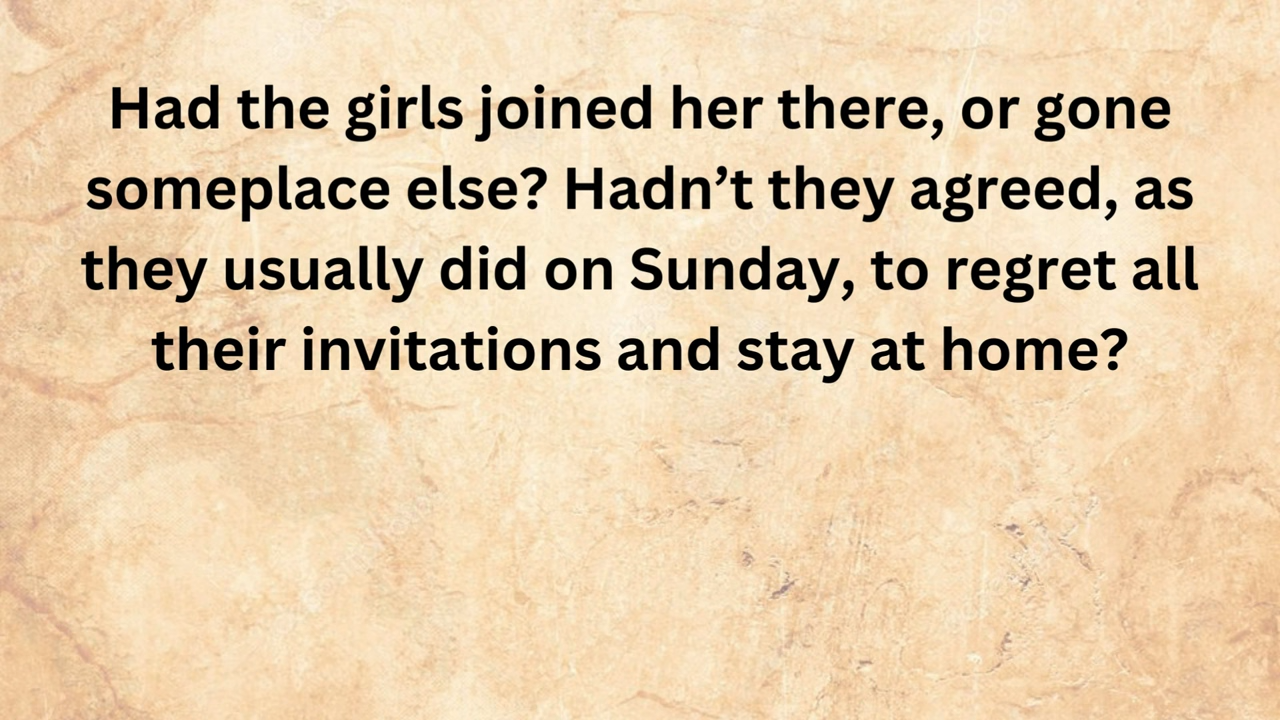 Had the girls joined her there, or gone
someplace else? Hadn’t they agreed, as
they usually did on Sunday, to regret all
their invitations and stay at home?